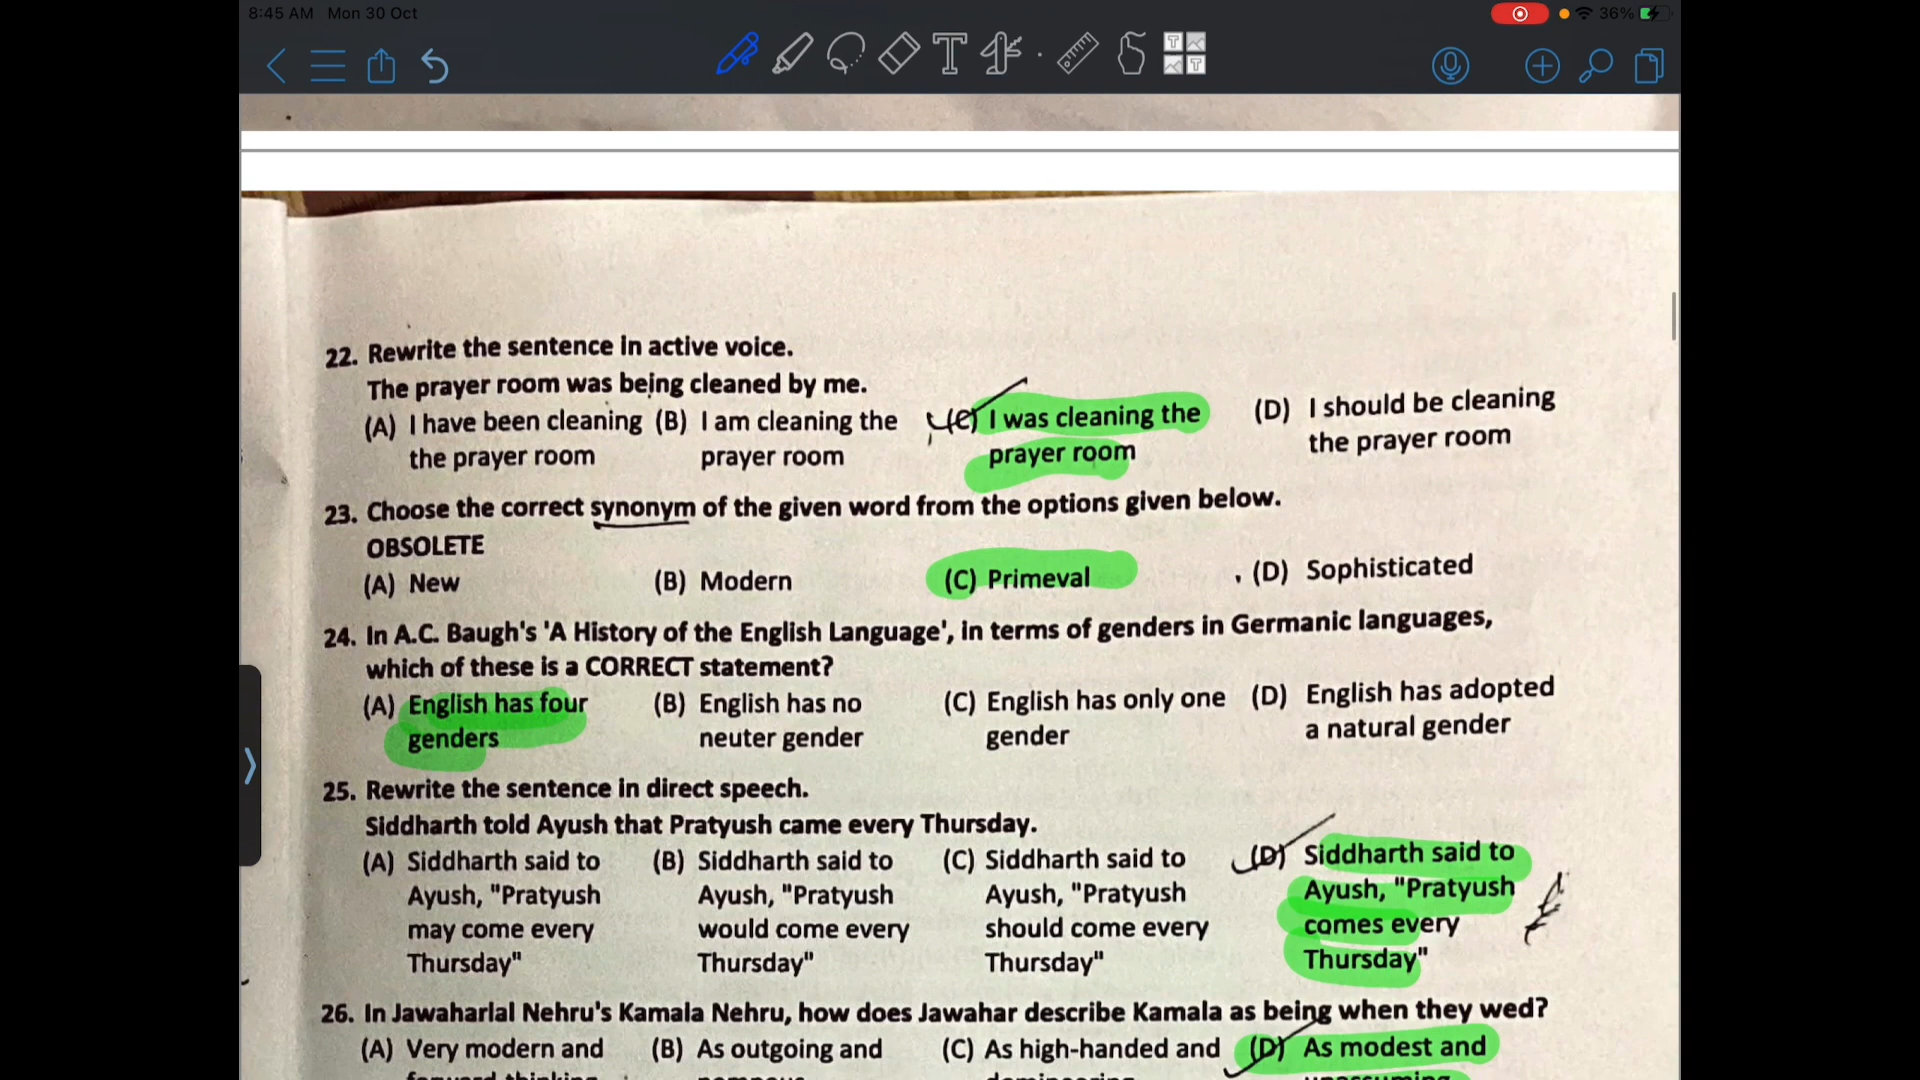 8:45 AM Mon 30 Oct
36%
22. Rewrite the sentence in active voice.
The prayer room was being cleaned by me.
(A) I have been cleaning the prayer room
(B) I am cleaning the prayer room
(C) I was cleaning the prayer room
(D) I should be cleaning the prayer room
23. Choose the correct synonym of the given word from the options given below.
OBSOLETE
(A) New
(B) Modern
(C) Primeval
(D) Sophisticated
24. In A.C. Baugh's 'A History of the English Language', in terms of genders in Germanic languages,
which of these is a CORRECT statement?
(A) English has four genders
(B) English has no neuter gender
(C) English has only one gender
(D) English has adopted a natural gender
25. Rewrite the sentence in direct speech.
Siddharth told Ayush that Pratyush came every Thursday.
(A) Siddharth said to Ayush, "Pratyush may come every Thursday"
(B) Siddharth said to Ayush, "Pratyush would come every Thursday"
(C) Siddharth said to Ayush, "Pratyush should come every Thursday"
(D) Siddharth said to Ayush, "Pratyush comes every Thursday"
26. In Jawaharlal Nehru's Kamala Nehru, how does Jawahar describe Kamala as being when they wed?
(A) Very modern and
(B) As outgoing and
(C) As high-handed and
(D) As modest and